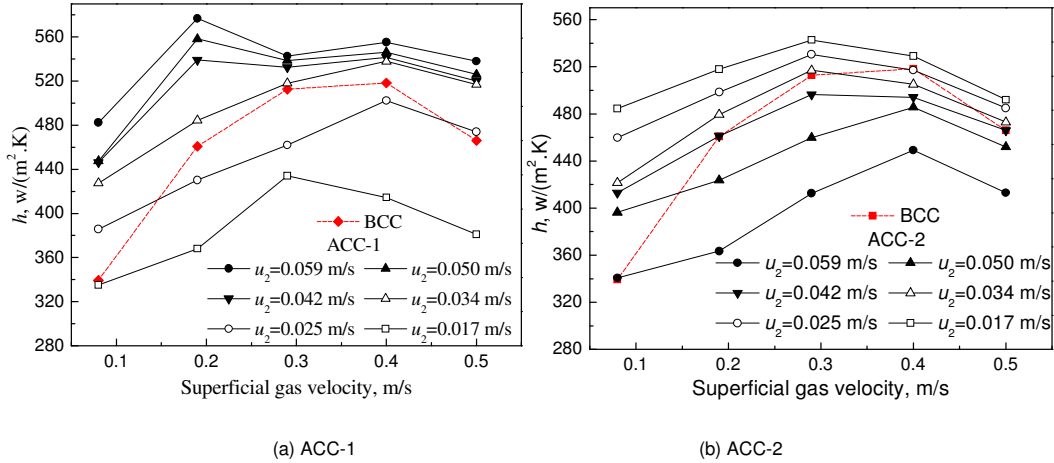 560
520
480
440
400
360
320
280
h, w/(m².K)
BCC
ACC-1
u₂=0.059 m/s
u₂=0.050 m/s
u₂=0.042 m/s
u₂=0.034 m/s
u₂=0.025 m/s
u₂=0.017 m/s
0.1 0.2 0.3 0.4 0.5
Superficial gas velocity, m/s
(a) ACC-1
560
520
480
440
400
360
320
280
h, w/(m².K)
BCC
ACC-2
u₂=0.059 m/s
u₂=0.050 m/s
u₂=0.042 m/s
u₂=0.034 m/s
u₂=0.025 m/s
u₂=0.017 m/s
0.1 0.2 0.3 0.4 0.5
Superficial gas velocity, m/s
(b) ACC-2